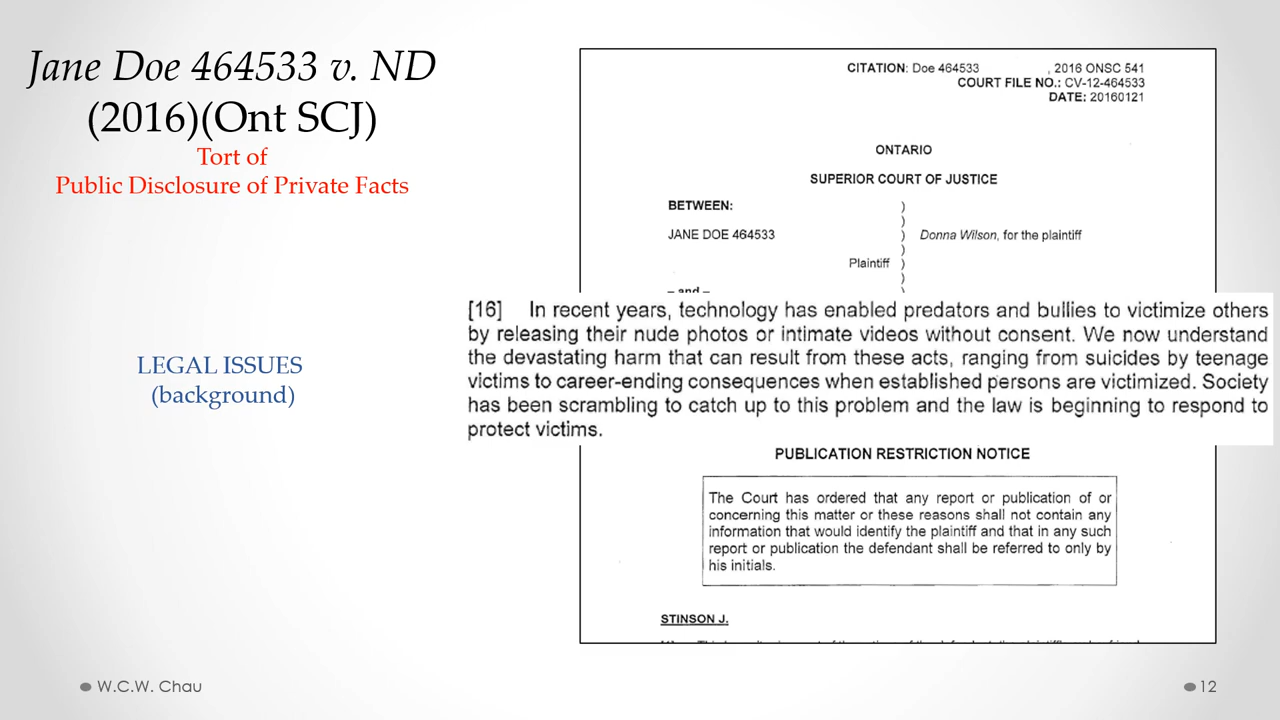 Jane Doe 464533 v. ND
(2016)(Ont SCJ)
Tort of
Public Disclosure of Private Facts
LEGAL ISSUES
(background)
CITATION: Doe 464533 , 2016 ONSC 541
COURT FILE NO.: CV-12-464533
DATE: 20160121
ONTARIO
SUPERIOR COURT OF JUSTICE
BETWEEN: )
)
JANE DOE 464533 ) Donna Wilson, for the plaintiff
)
Plaintiff )
)
– and – )
[16] In recent years, technology has enabled predators and bullies to victimize others
by releasing their nude photos or intimate videos without consent. We now understand
the devastating harm that can result from these acts, ranging from suicides by teenage
victims to career-ending consequences when established persons are victimized. Society
has been scrambling to catch up to this problem and the law is beginning to respond to
protect victims.
PUBLICATION RESTRICTION NOTICE
The Court has ordered that any report or publication of or
concerning this matter or these reasons shall not contain any
information that would identify the plaintiff and that in any such
report or publication the defendant shall be referred to only by
his initials.
STINSON J.
W.C.W. Chau
12